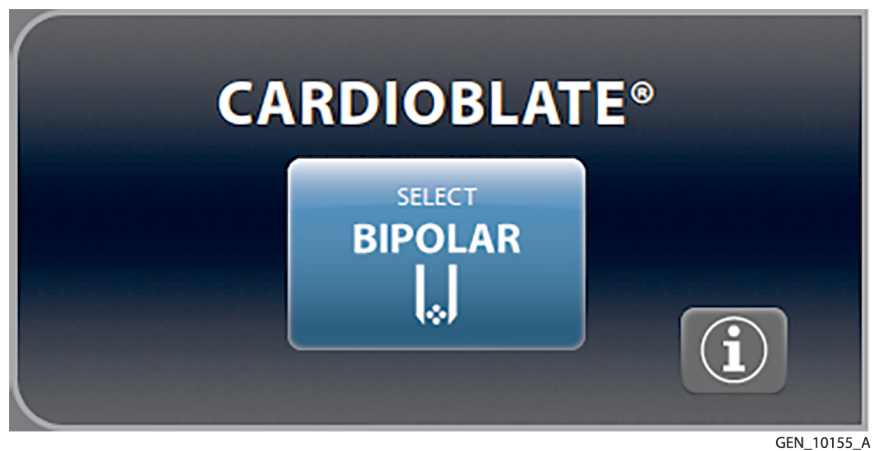 CARDIOBLATE®
SELECT
BIPOLAR
i
GEN_10155_A